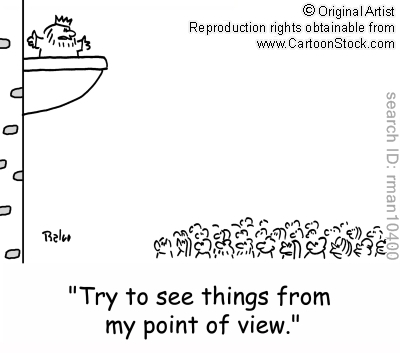 © Original Artist
Reproduction rights obtainable from
www.CartoonStock.com
search ID: rman10400
"Try to see things from
my point of view."